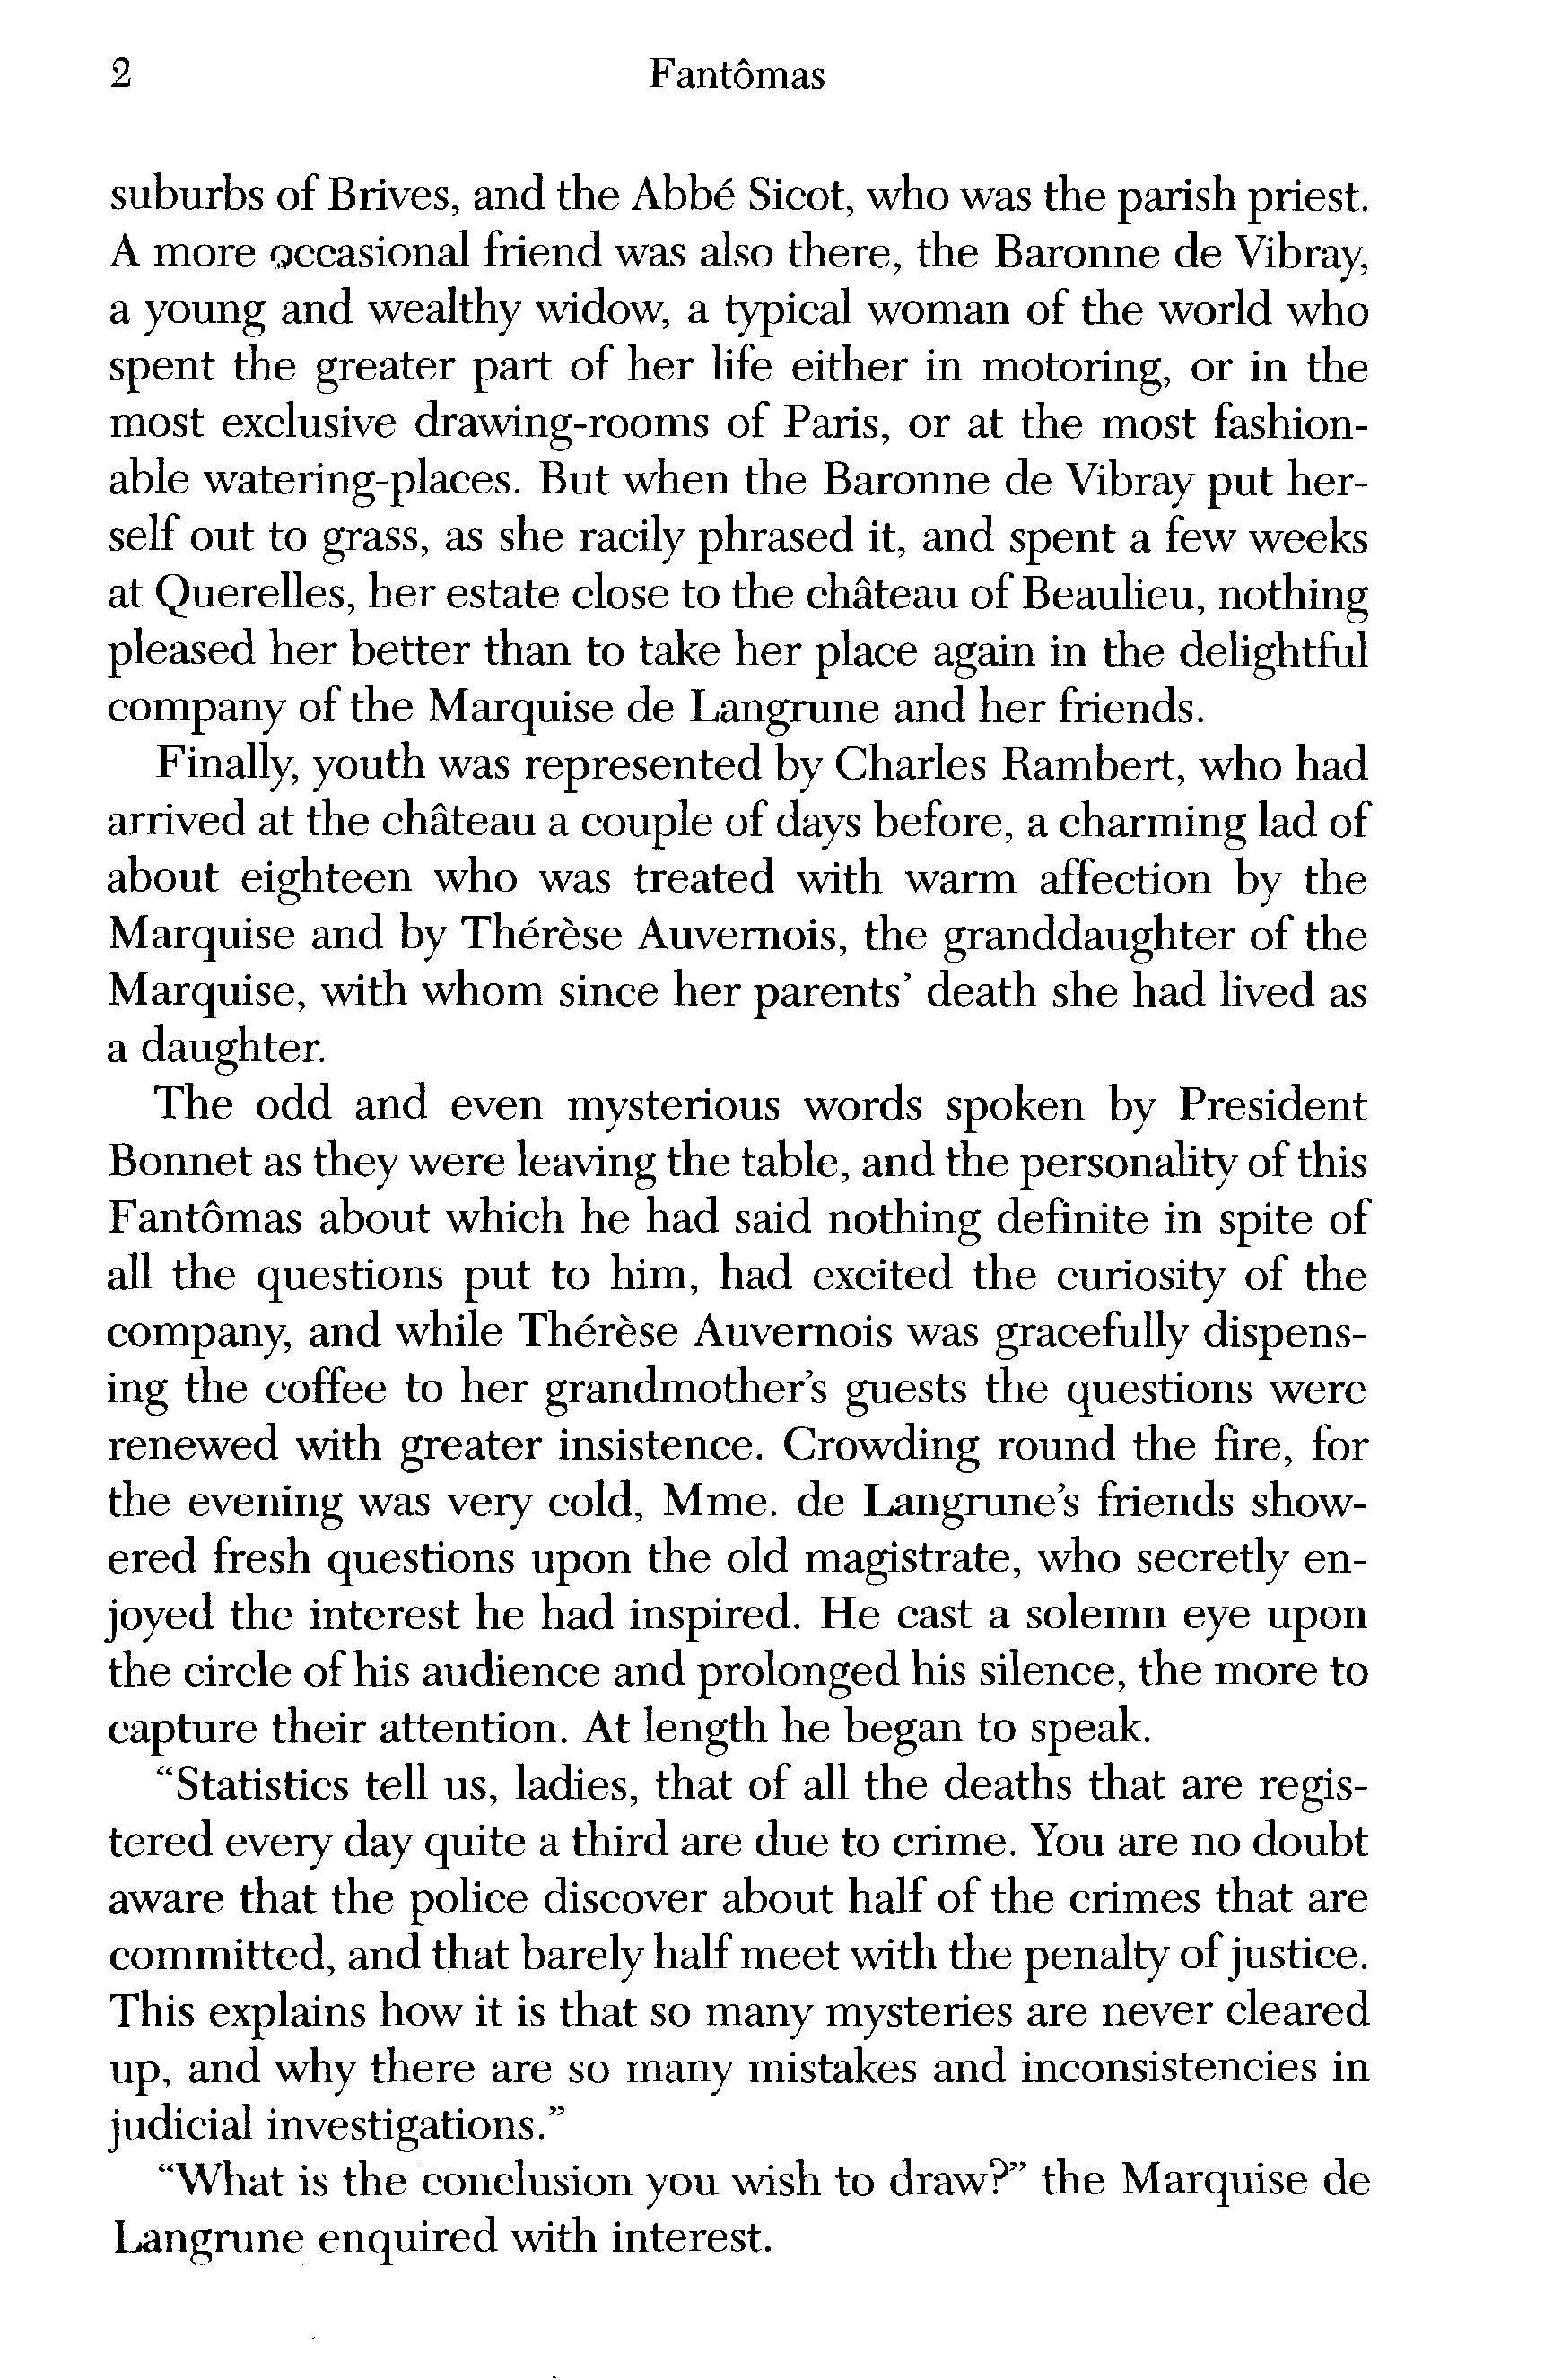 2 Fantômas
suburbs of Brives, and the Abbé Sicot, who was the parish priest.
A more occasional friend was also there, the Baronne de Vibray,
a young and wealthy widow, a typical woman of the world who
spent the greater part of her life either in motoring, or in the
most exclusive drawing-rooms of Paris, or at the most fashion-
able watering-places. But when the Baronne de Vibray put her-
self out to grass, as she racily phrased it, and spent a few weeks
at Querelles, her estate close to the château of Beaulieu, nothing
pleased her better than to take her place again in the delightful
company of the Marquise de Langrune and her friends.
Finally, youth was represented by Charles Rambert, who had
arrived at the château a couple of days before, a charming lad of
about eighteen who was treated with warm affection by the
Marquise and by Thérèse Auvernois, the granddaughter of the
Marquise, with whom since her parents’ death she had lived as
a daughter.
The odd and even mysterious words spoken by President
Bonnet as they were leaving the table, and the personality of this
Fantômas about which he had said nothing definite in spite of
all the questions put to him, had excited the curiosity of the
company, and while Thérèse Auvernois was gracefully dispens-
ing the coffee to her grandmother’s guests the questions were
renewed with greater insistence. Crowding round the fire, for
the evening was very cold, Mme. de Langrune’s friends show-
ered fresh questions upon the old magistrate, who secretly en-
joyed the interest he had inspired. He cast a solemn eye upon
the circle of his audience and prolonged his silence, the more to
capture their attention. At length he began to speak.
“Statistics tell us, ladies, that of all the deaths that are regis-
tered every day quite a third are due to crime. You are no doubt
aware that the police discover about half of the crimes that are
committed, and that barely half meet with the penalty of justice.
This explains how it is that so many mysteries are never cleared
up, and why there are so many mistakes and inconsistencies in
judicial investigations.”
“What is the conclusion you wish to draw?” the Marquise de
Langrune enquired with interest.